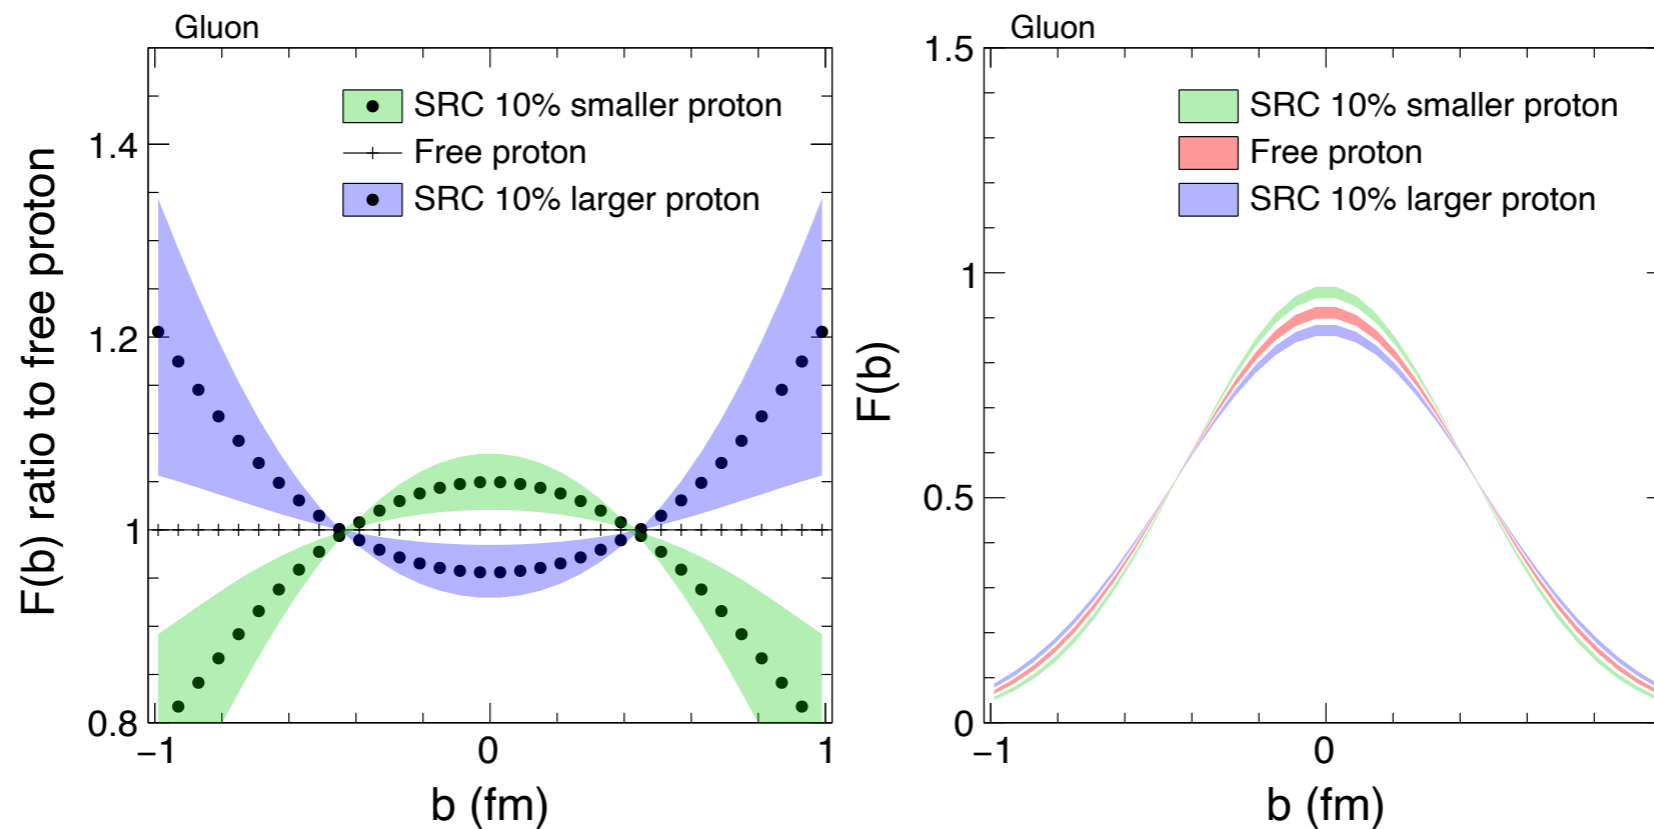 Gluon
F(b) ratio to free proton
1.4
1.2
1
0.8
SRC 10% smaller proton
Free proton
SRC 10% larger proton
−1
0
1
b (fm)
Gluon
F(b)
1.5
1
0.5
0
SRC 10% smaller proton
Free proton
SRC 10% larger proton
−1
0
b (fm)